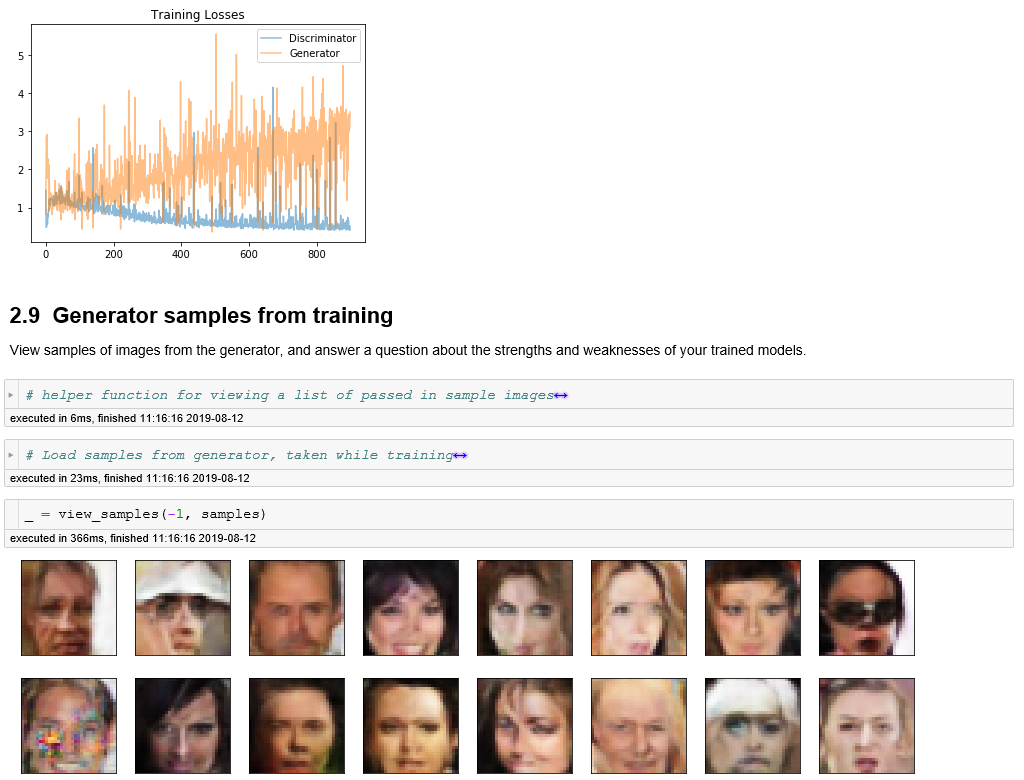 Training Losses
Discriminator
Generator
5
4
3
2
1
0 200 400 600 800
2.9 Generator samples from training
View samples of images from the generator, and answer a question about the strengths and weaknesses of your trained models.
# helper function for viewing a list of passed in sample images
executed in 6ms, finished 11:16:16 2019-08-12
# Load samples from generator, taken while training
executed in 23ms, finished 11:16:16 2019-08-12
_ = view_samples(-1, samples)
executed in 366ms, finished 11:16:16 2019-08-12